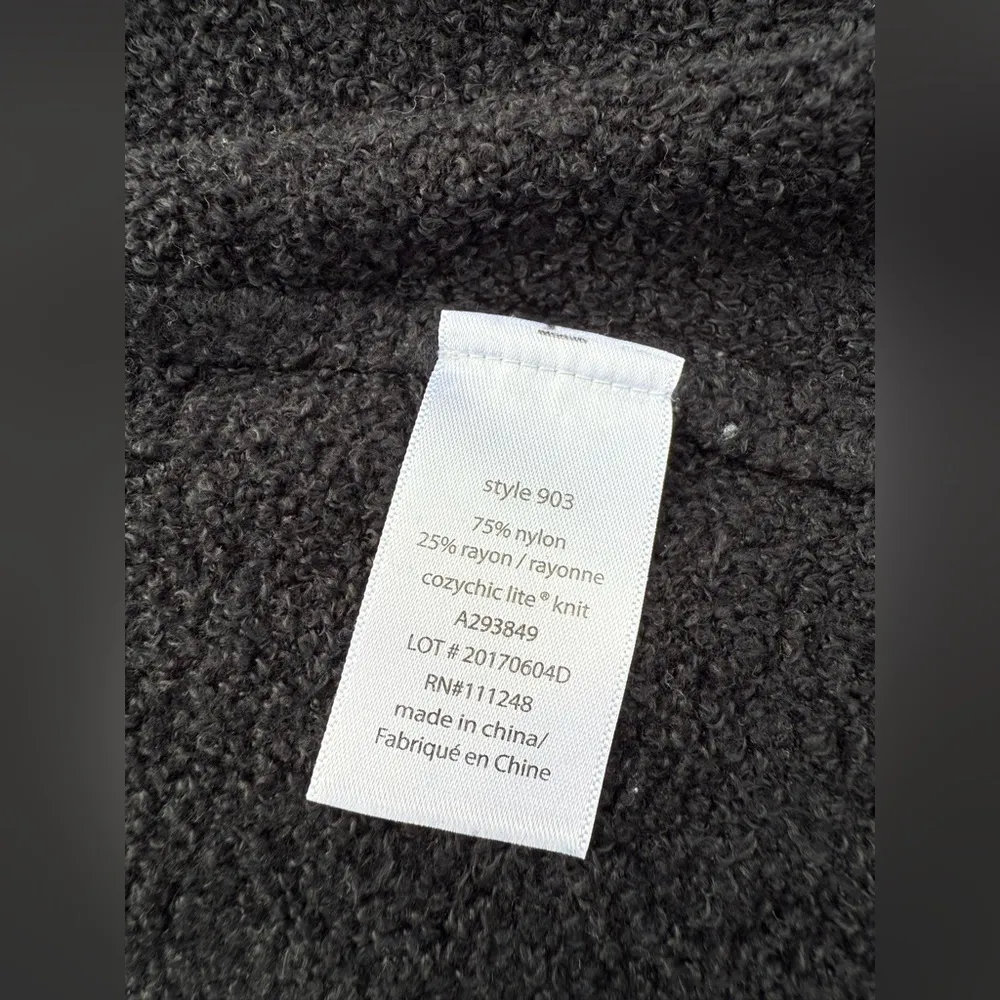 style 903
75% nylon
25% rayon / rayonne
cozychic lite® knit
A293849
LOT # 20170604D
RN#111248
made in china/
Fabriqué en Chine